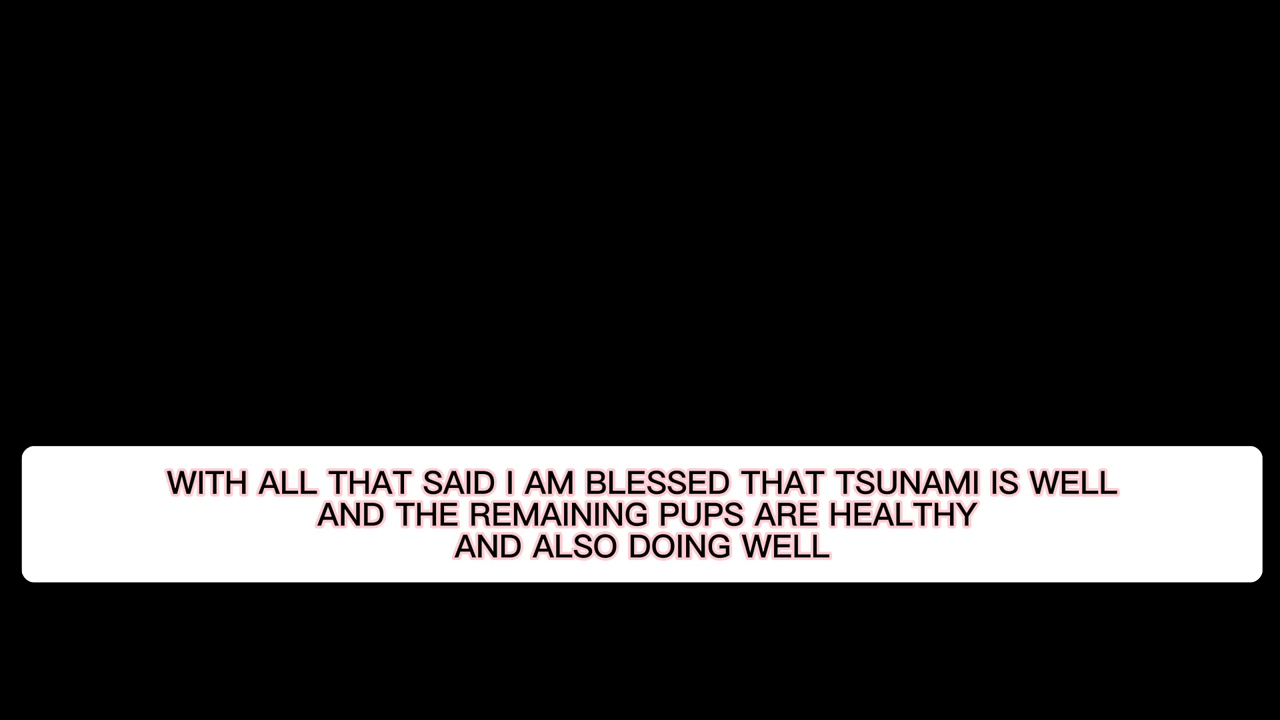 WITH ALL THAT SAID I AM BLESSED THAT TSUNAMI IS WELL
AND THE REMAINING PUPS ARE HEALTHY
AND ALSO DOING WELL